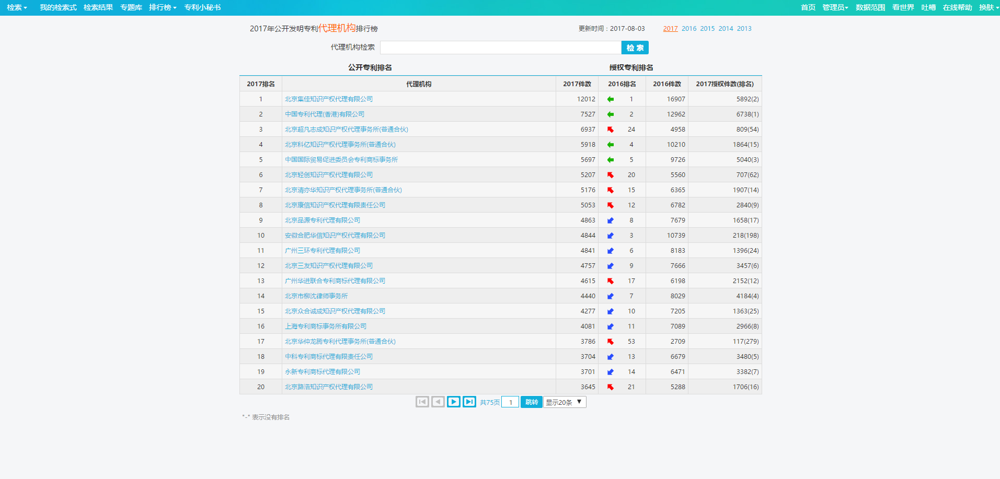 检索 我的检索式 检索结果 专题库 排行榜 专利小秘书 首页 管理员 数据范围 看世界 吐槽 在线帮助 换肤
2017年公开发明专利代理机构排行榜 更新时间：2017-08-03 2017 2016 2015 2014 2013
代理机构检索 检 索
公开专利排名 授权专利排名
2017排名 代理机构 2017件数 2016排名 2016件数 2017授权件数(排名)
1 北京集佳知识产权代理有限公司 12012 1 16907 5892(2)
2 中国专利代理(香港)有限公司 7527 2 12962 6738(1)
3 北京超凡志成知识产权代理事务所(普通合伙) 6937 24 4958 809(54)
4 北京科亿知识产权代理事务所(普通合伙) 5918 4 10210 1864(15)
5 中国国际贸易促进委员会专利商标事务所 5697 5 9726 5040(3)
6 北京轻创知识产权代理有限公司 5207 20 5560 707(62)
7 北京清亦华知识产权代理事务所(普通合伙) 5176 15 6365 1907(14)
8 北京康信知识产权代理有限责任公司 5053 12 6782 2840(9)
9 北京品源专利代理有限公司 4863 8 7679 1658(17)
10 安徽合肥华信知识产权代理有限公司 4844 3 10739 218(198)
11 广州三环专利代理有限公司 4841 6 8183 1396(24)
12 北京三友知识产权代理有限公司 4757 9 7666 3457(6)
13 广州华进联合专利商标代理有限公司 4615 17 6198 2152(12)
14 北京市柳沈律师事务所 4440 7 8029 4184(4)
15 北京众合诚成知识产权代理有限公司 4277 10 7205 1363(25)
16 上海专利商标事务所有限公司 4081 11 7089 2966(8)
17 北京华仲龙腾专利代理事务所(普通合伙) 3786 53 2709 117(279)
18 中科专利商标代理有限责任公司 3704 13 6679 3480(5)
19 永新专利商标代理有限公司 3701 14 6471 3382(7)
20 北京路浩知识产权代理有限公司 3645 21 5288 1706(16)
共75页 1 跳转 显示20条
"-" 表示没有排名